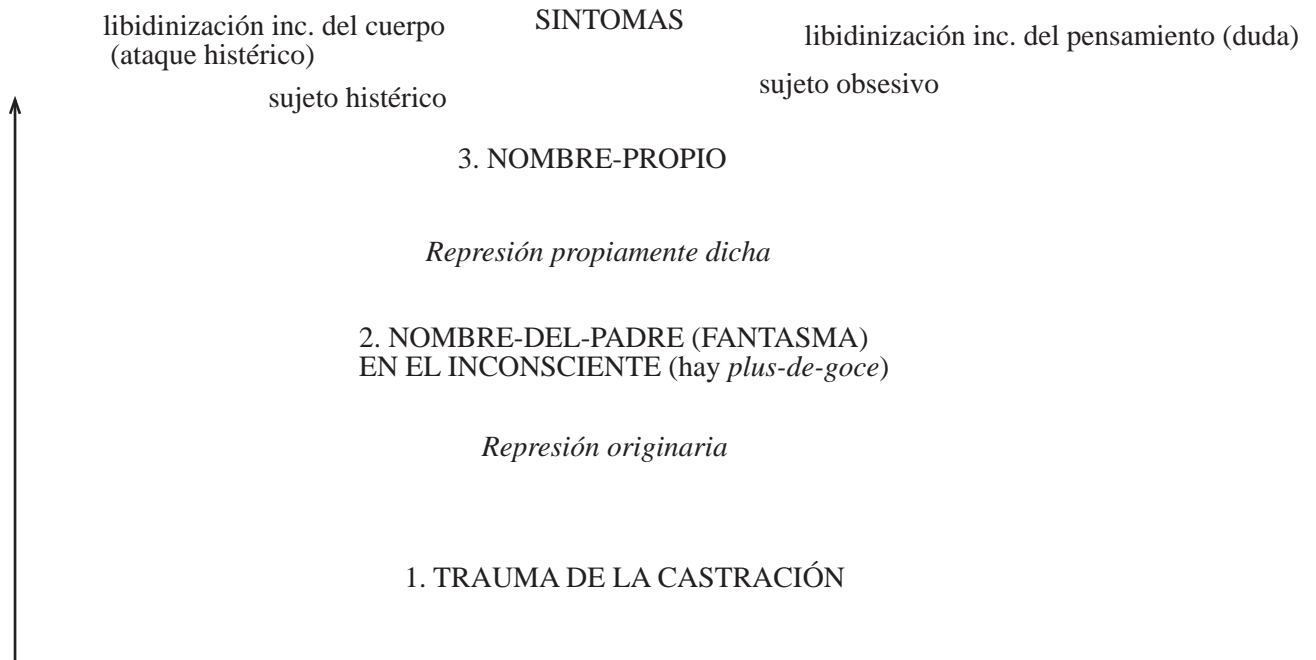 libidinización inc. del cuerpo
(ataque histérico)
SINTOMAS
libidinización inc. del pensamiento (duda)
sujeto histérico
sujeto obsesivo
3. NOMBRE-PROPIO
Represión propiamente dicha
2. NOMBRE-DEL-PADRE (FANTASMA)
EN EL INCONSCIENTE (hay plus-de-goce)
Represión originaria
1. TRAUMA DE LA CASTRACIÓN